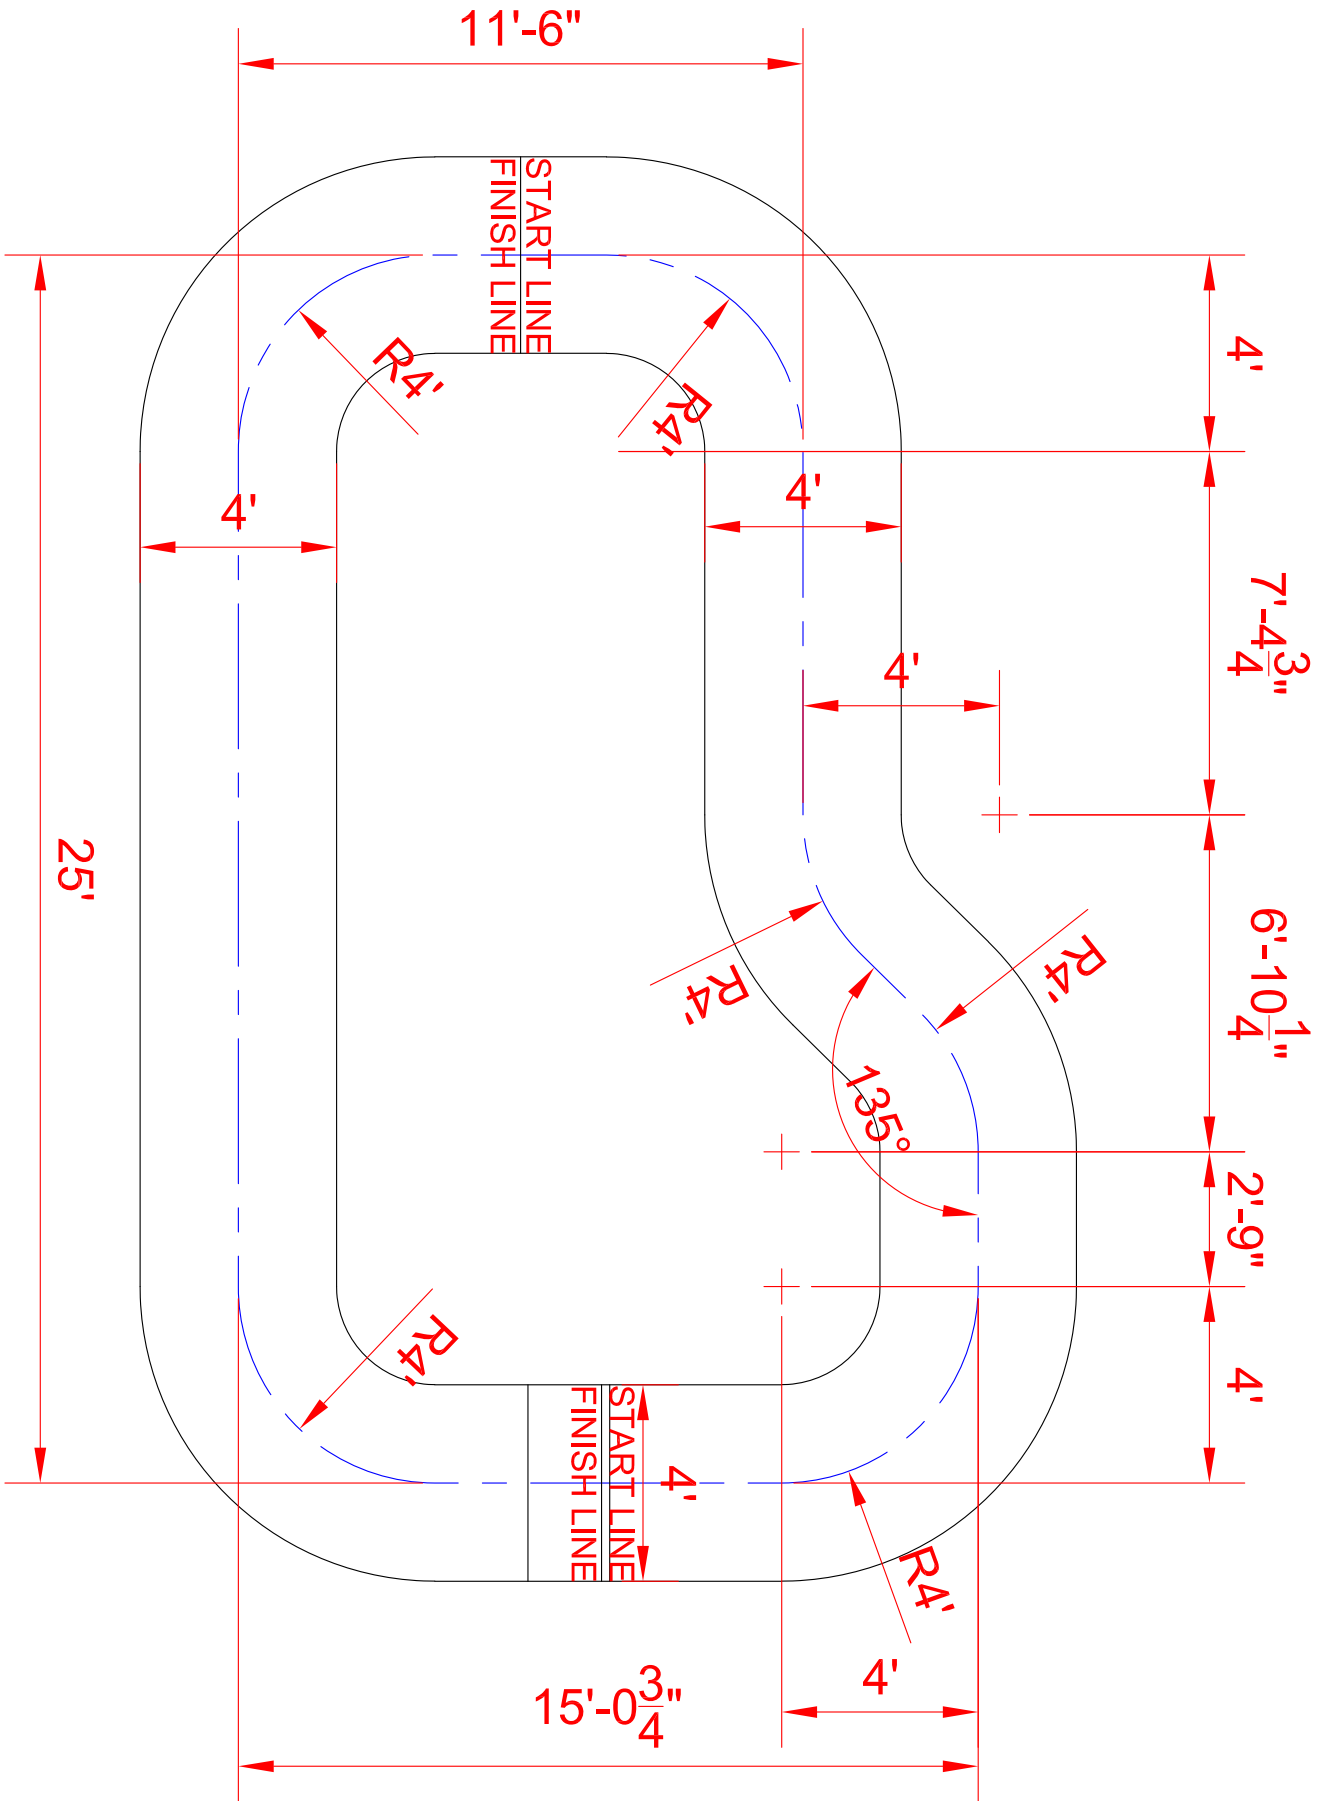 11'-6"
START LINE
FINISH LINE
R4'
R4'
4'
4'
4'
7'-4 3/4"
4'
25'
6'-10 1/4"
R4'
R4'
135°
2'-9"
R4'
4'
START LINE
FINISH LINE
4'
R4'
4'
15'-0 3/4"